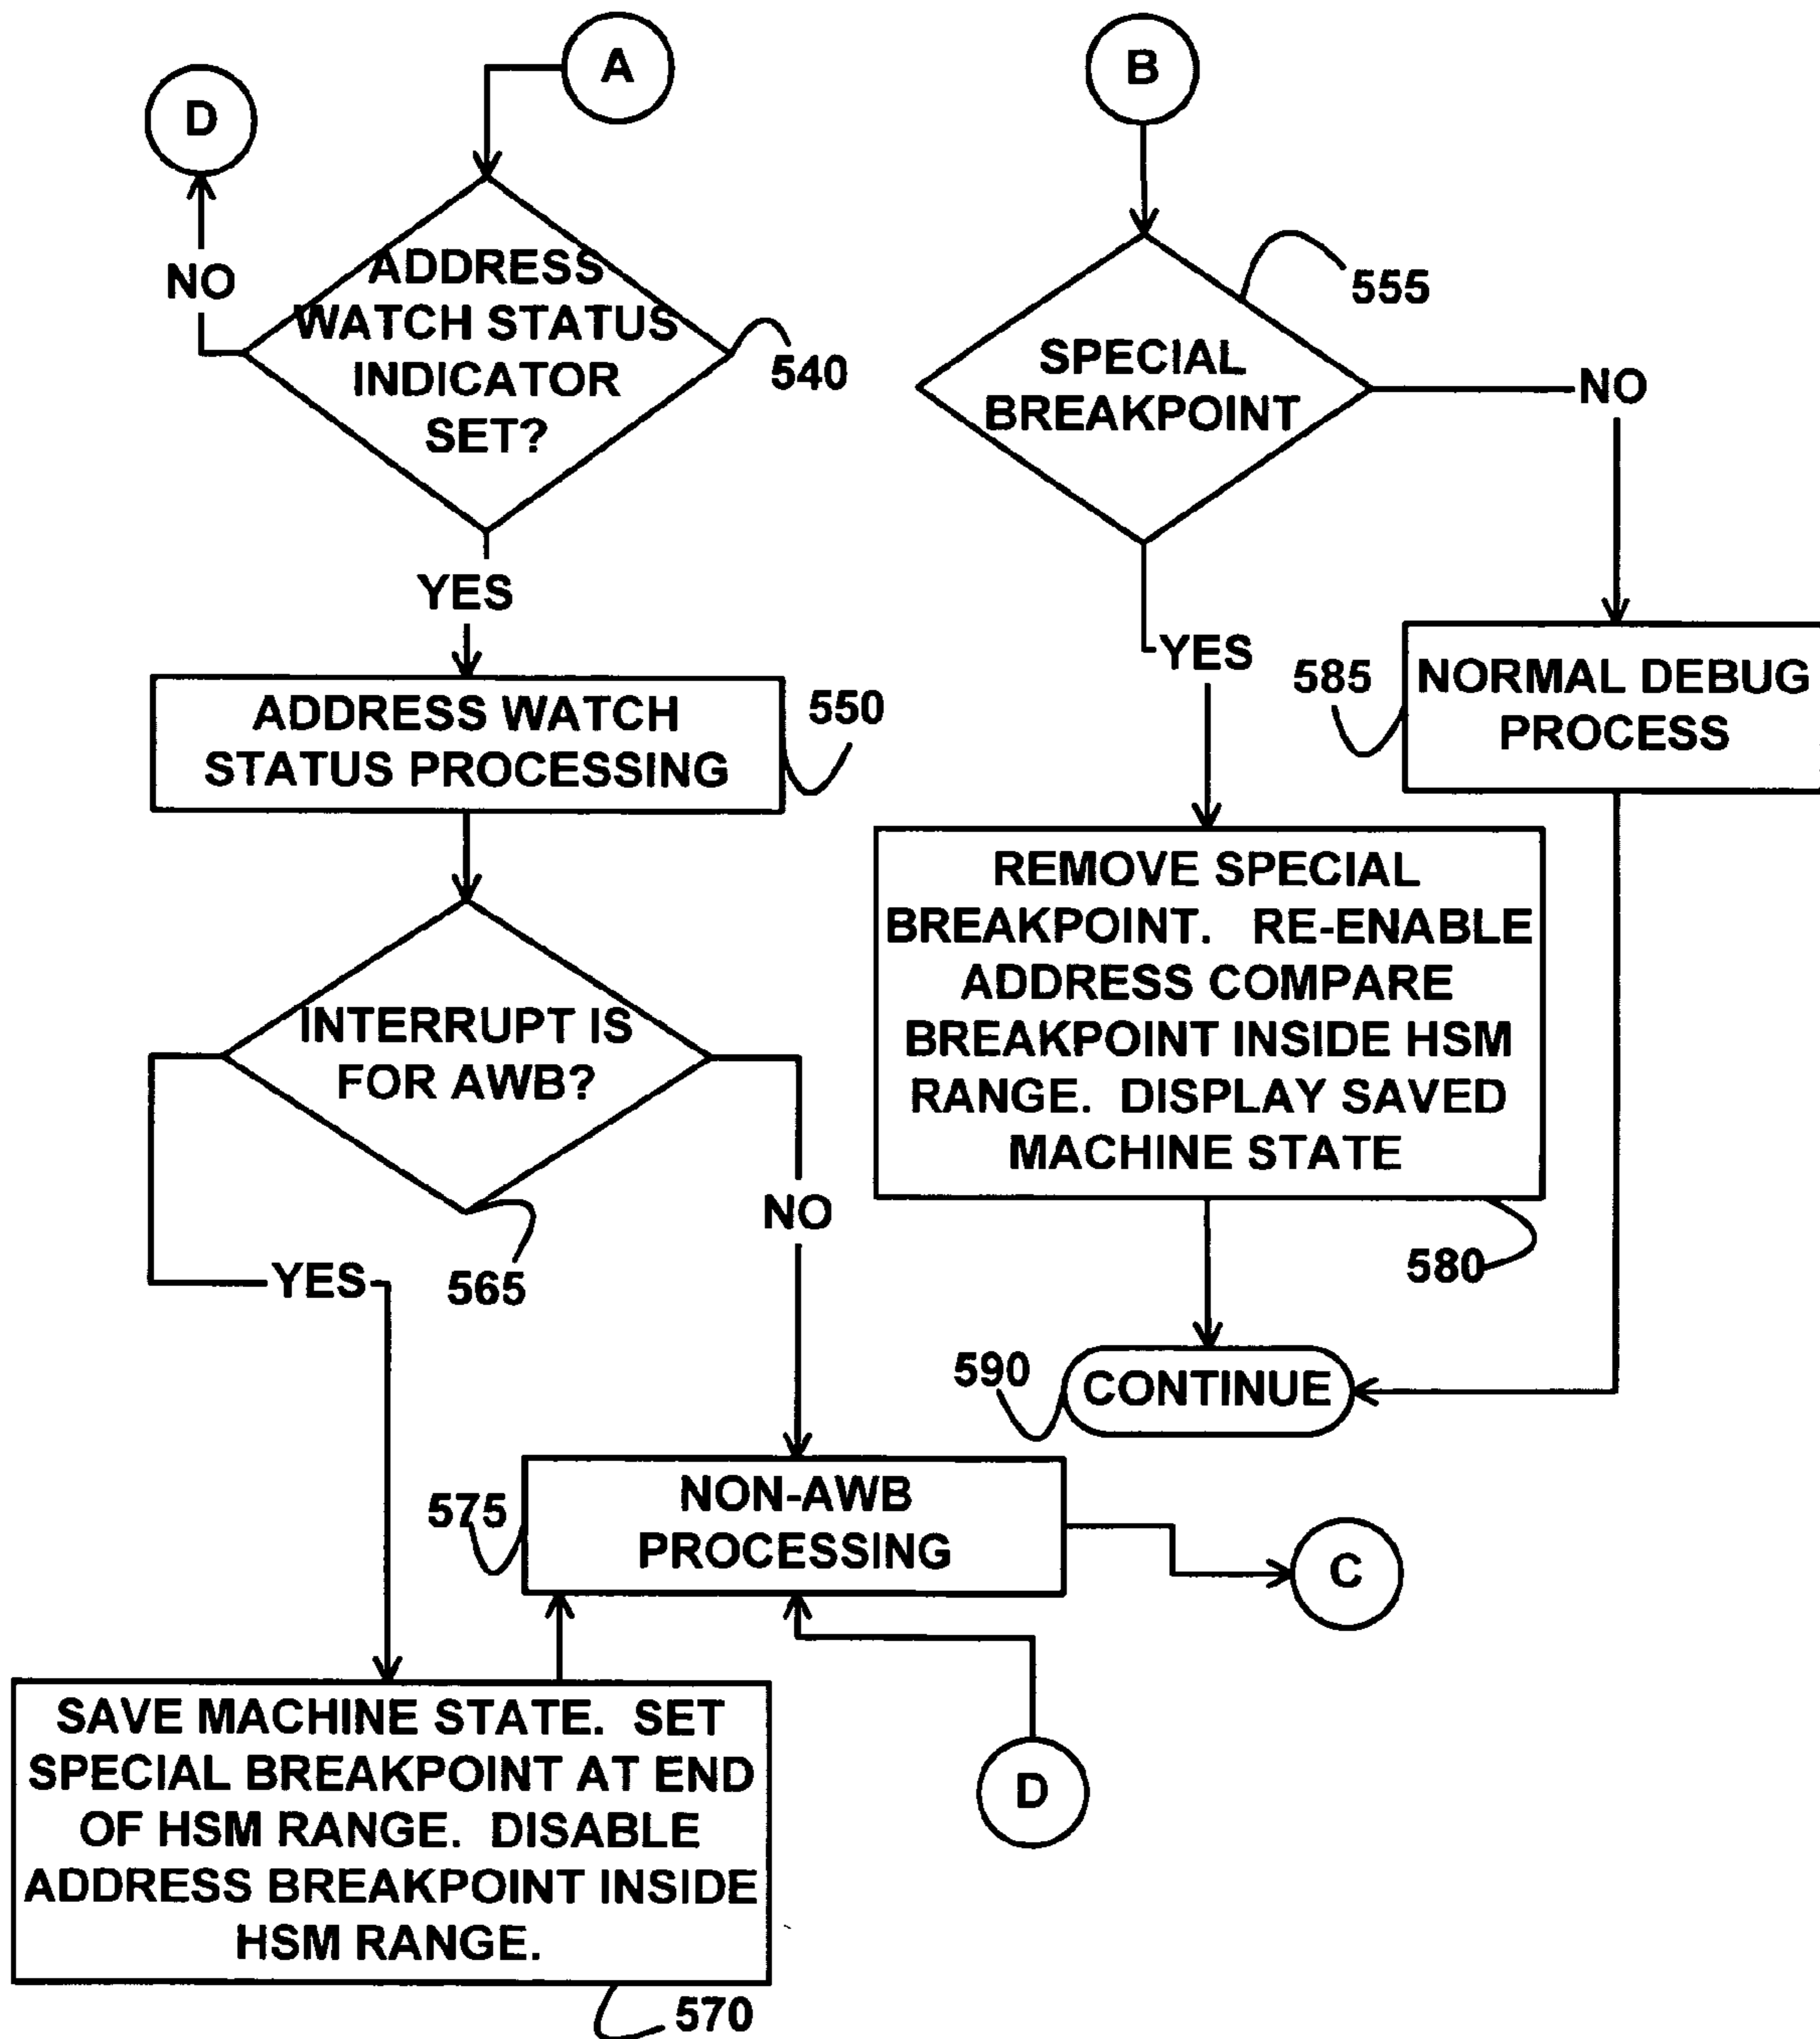 A
D
ADDRESS
WATCH STATUS
INDICATOR
SET?
540
NO
YES
ADDRESS WATCH
STATUS PROCESSING
550
INTERRUPT IS
FOR AWB?
565
YES
NO
NON-AWB
PROCESSING
575
C
D
SAVE MACHINE STATE. SET
SPECIAL BREAKPOINT AT END
OF HSM RANGE. DISABLE
ADDRESS BREAKPOINT INSIDE
HSM RANGE.
570
B
SPECIAL
BREAKPOINT
555
NO
YES
585
NORMAL DEBUG
PROCESS
REMOVE SPECIAL
BREAKPOINT. RE-ENABLE
ADDRESS COMPARE
BREAKPOINT INSIDE HSM
RANGE. DISPLAY SAVED
MACHINE STATE
580
590
CONTINUE